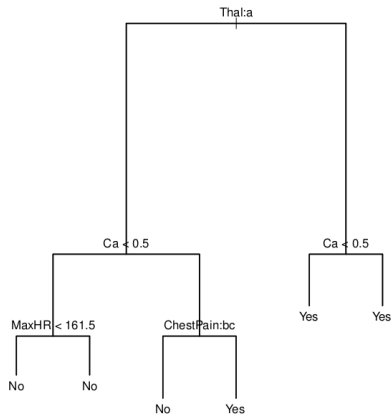 Thal:a
Ca < 0.5
Ca < 0.5
MaxHR < 161.5
ChestPain:bc
Yes
Yes
No
No
No
Yes